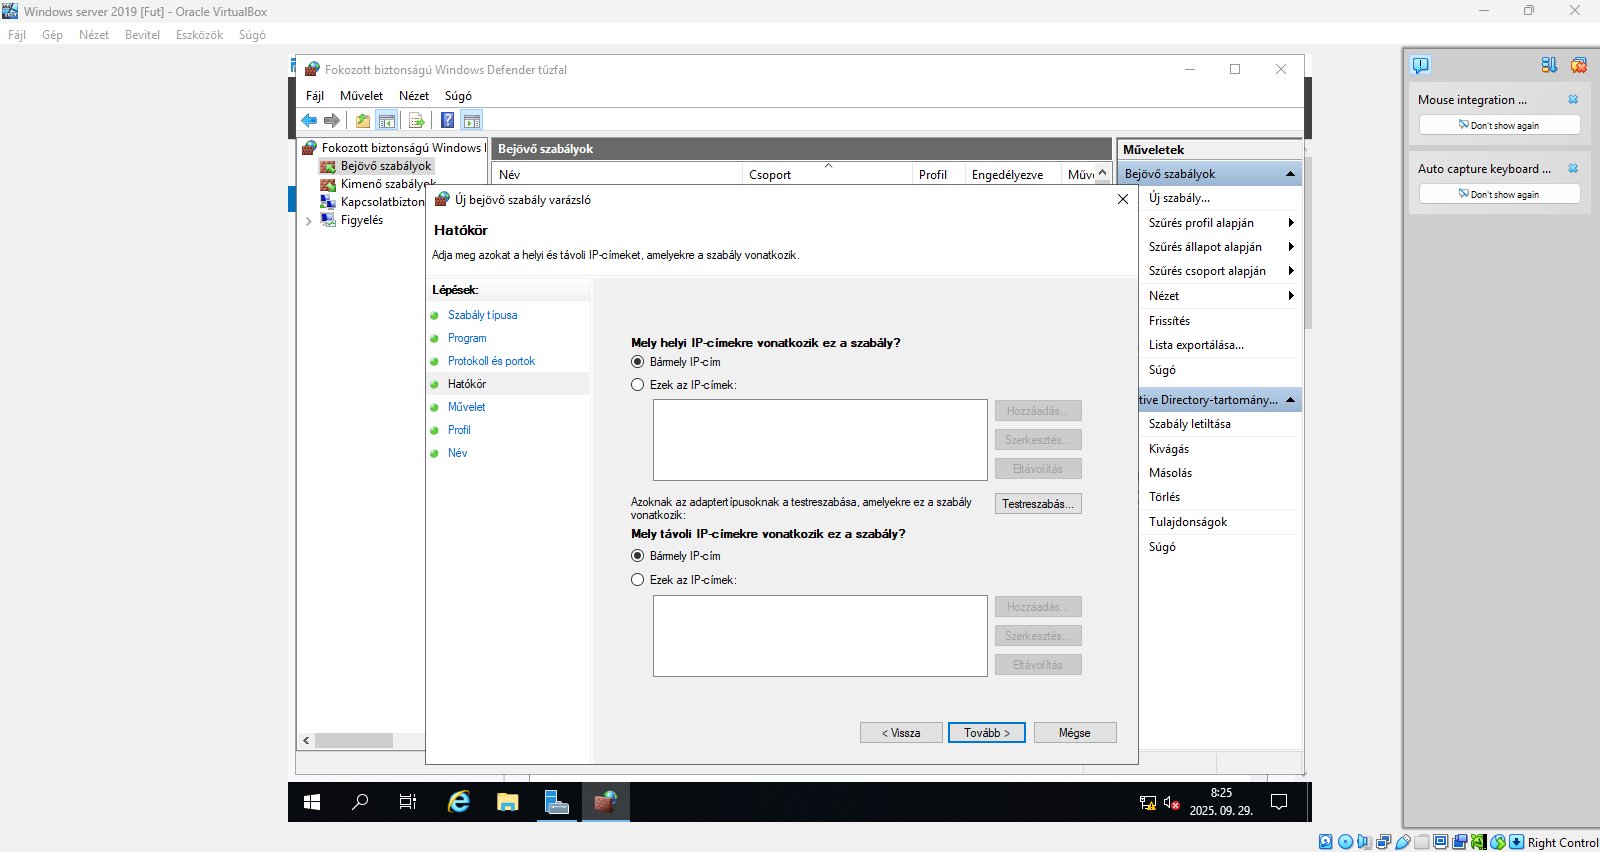 Windows server 2019 [Fut] - Oracle VirtualBox
Fájl Gép Nézet Bevitel Eszközök Súgó
Fokozott biztonságú Windows Defender tűzfal
Fájl Művelet Nézet Súgó
Fokozott biztonságú Windows
Bejövő szabályok
Kimenő szabályok
Kapcsolatbizton
Figyelés
Bejövő szabályok
Név Csoport Profil Engedélyezve Műv
Új bejövő szabály varázsló
Hatókör
Adja meg azokat a helyi és távoli IP-címeket, amelyekre a szabály vonatkozik.
Lépések:
Szabály típusa
Program
Protokoll és portok
Hatókör
Művelet
Profil
Név
Mely helyi IP-címekre vonatkozik ez a szabály?
Bármely IP-cím
Ezek az IP-címek:
Hozzáadás...
Szerkesztés...
Eltávolítás
Azoknak az adaptertípusoknak a testreszabása, amelyekre ez a szabály
vonatkozik:
Testreszabás...
Mely távoli IP-címekre vonatkozik ez a szabály?
Bármely IP-cím
Ezek az IP-címek:
Hozzáadás...
Szerkesztés...
Eltávolítás
< Vissza Tovább > Mégse
Műveletek
Bejövő szabályok
Új szabály...
Szűrés profil alapján
Szűrés állapot alapján
Szűrés csoport alapján
Nézet
Frissítés
Lista exportálása...
Súgó
tive Directory-tartomány...
Szabály letiltása
Kivágás
Másolás
Törlés
Tulajdonságok
Súgó
Mouse integration ...
Don't show again
Auto capture keyboard ...
Don't show again
8:25
2025. 09. 29.
Right Control